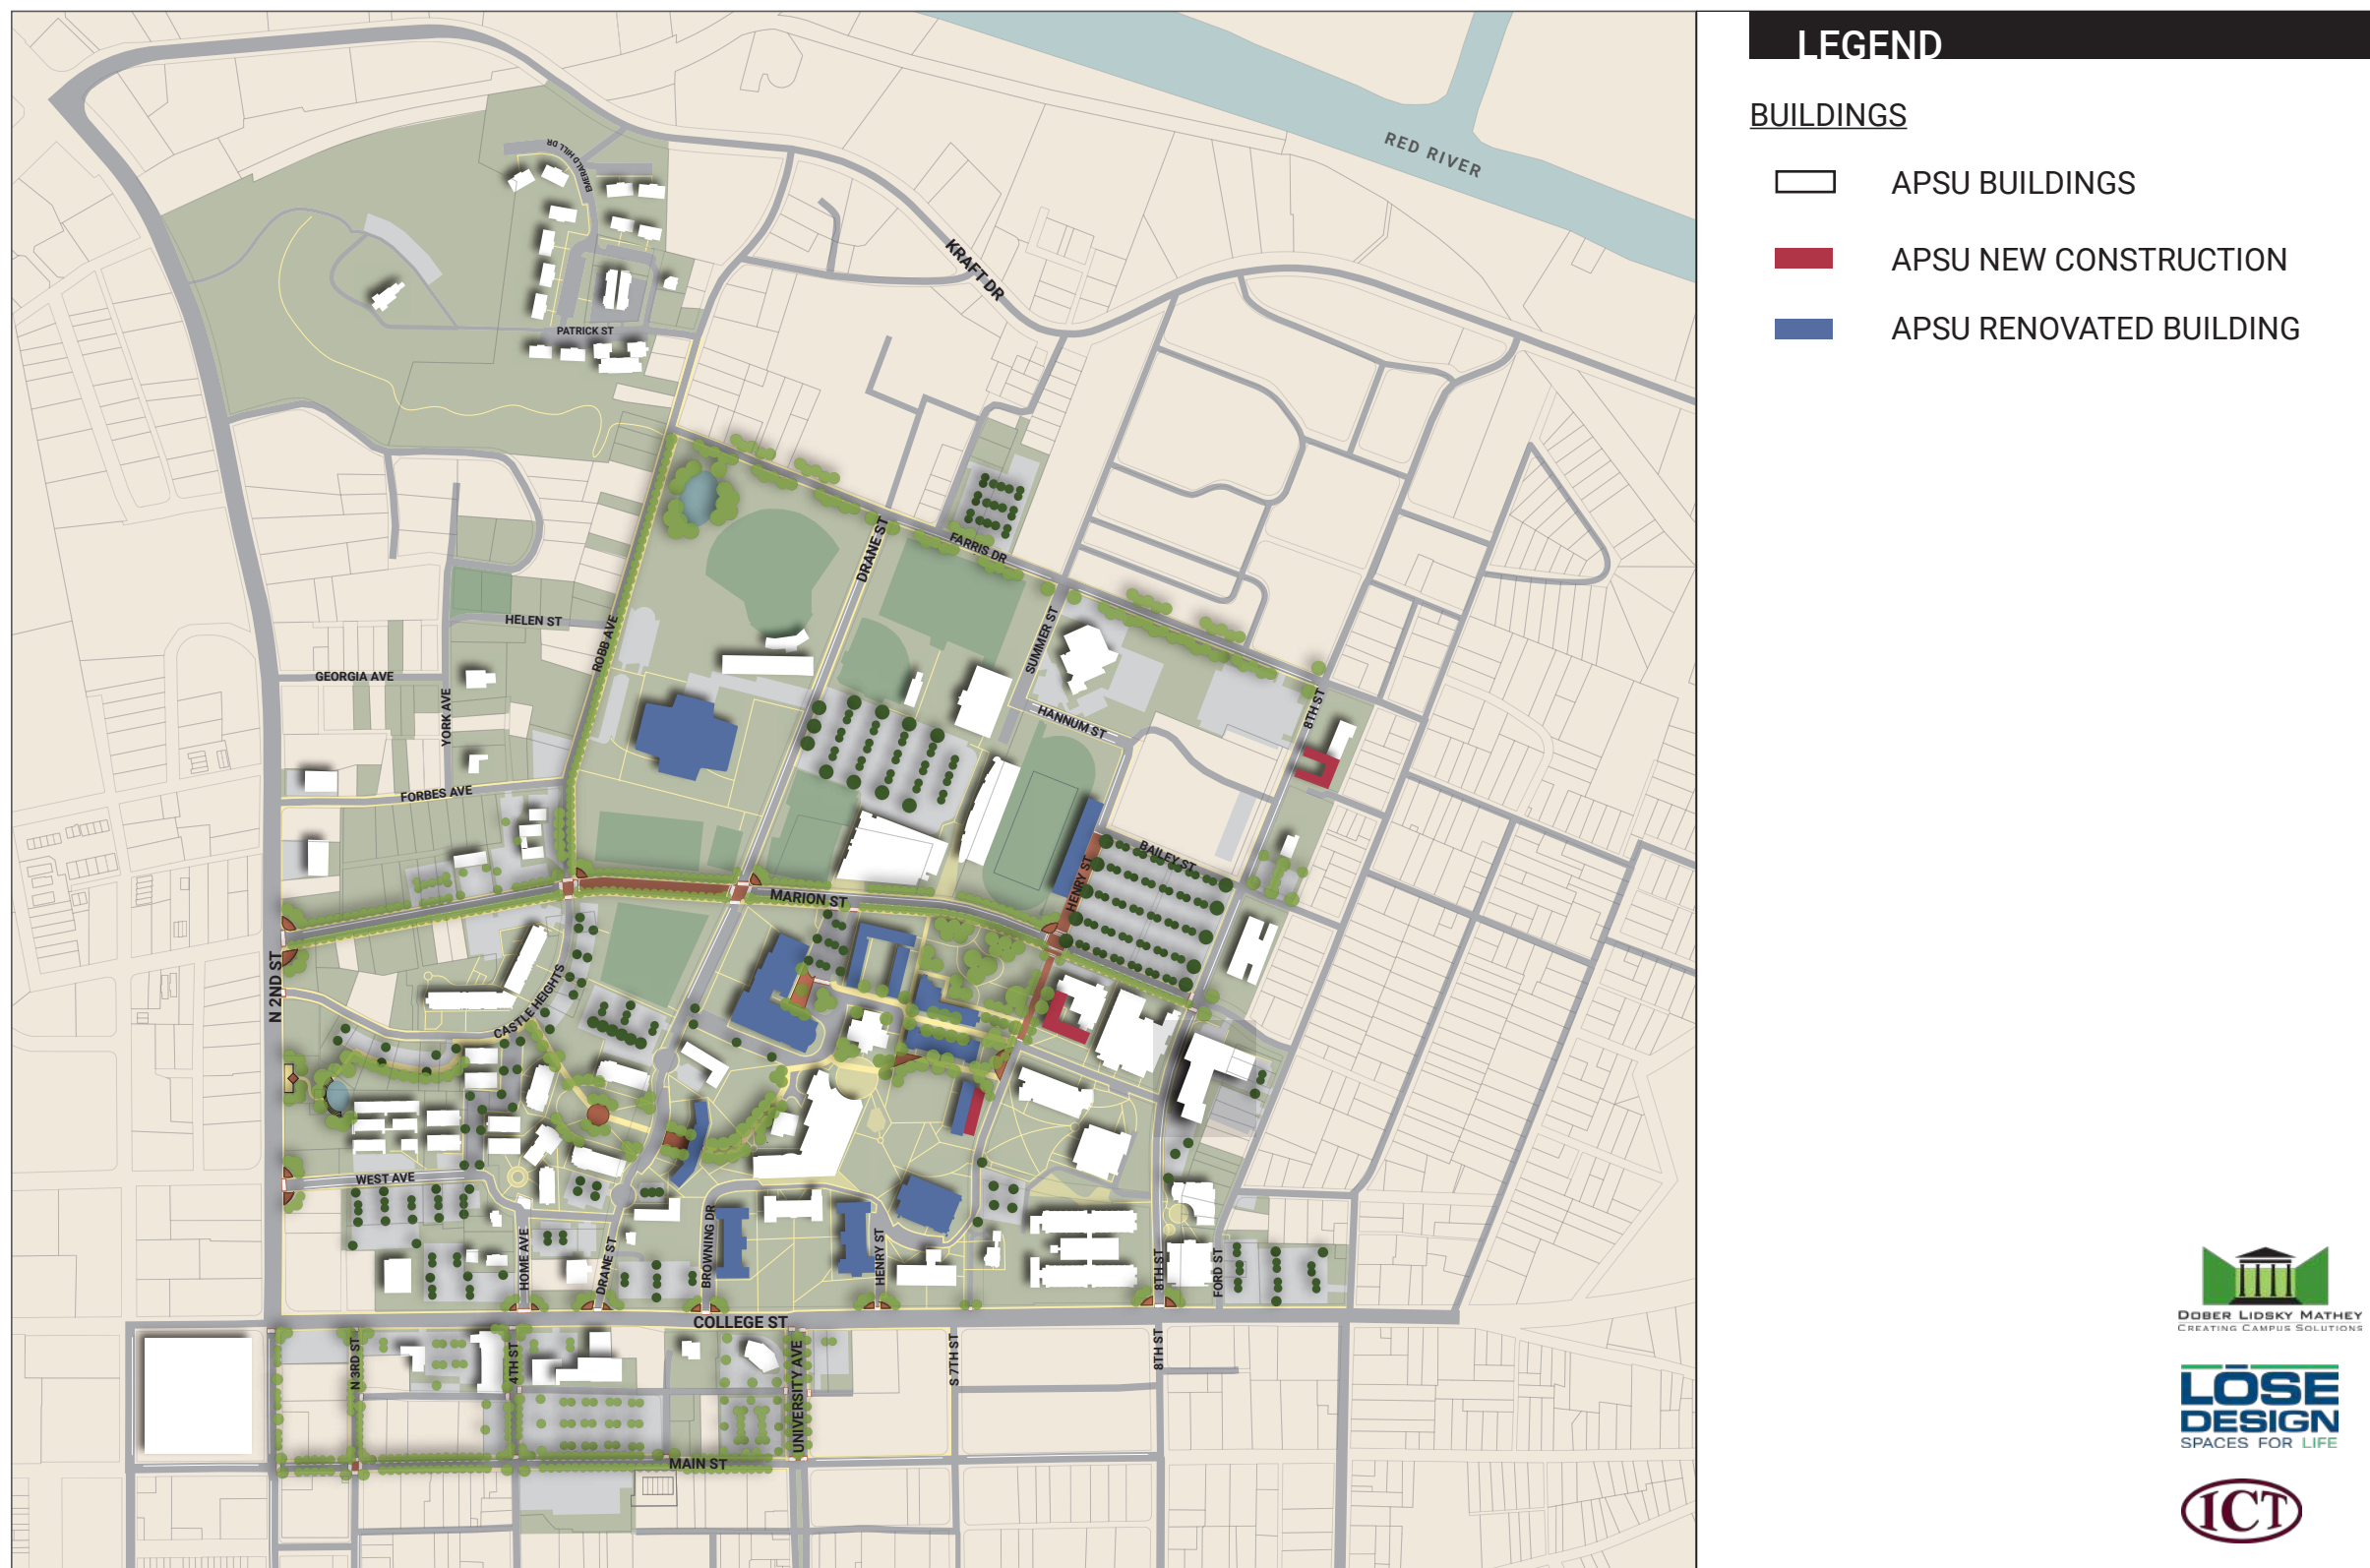 LEGEND
BUILDINGS
APSU BUILDINGS
APSU NEW CONSTRUCTION
APSU RENOVATED BUILDING
RED RIVER
EMERALD HILL DR
KRAFT DR
PATRICK ST
DRANE ST
FARRIS DR
HELEN ST
ROBB AVE
SUMMER ST
GEORGIA AVE
YORK AVE
HANNUM ST
8TH ST
FORBES AVE
BAILEY ST
HENRY ST
MARION ST
N 2ND ST
CASTLE HEIGHTS
WEST AVE
HOME AVE
DRANE ST
BROWNING DR
HENRY ST
8TH ST
FORD ST
COLLEGE ST
N 3RD ST
4TH ST
UNIVERSITY AVE
S 7TH ST
8TH ST
MAIN ST
DOBER LIDSKY MATHEY
CREATING CAMPUS SOLUTIONS
LOSE
DESIGN
SPACES FOR LIFE
ICT